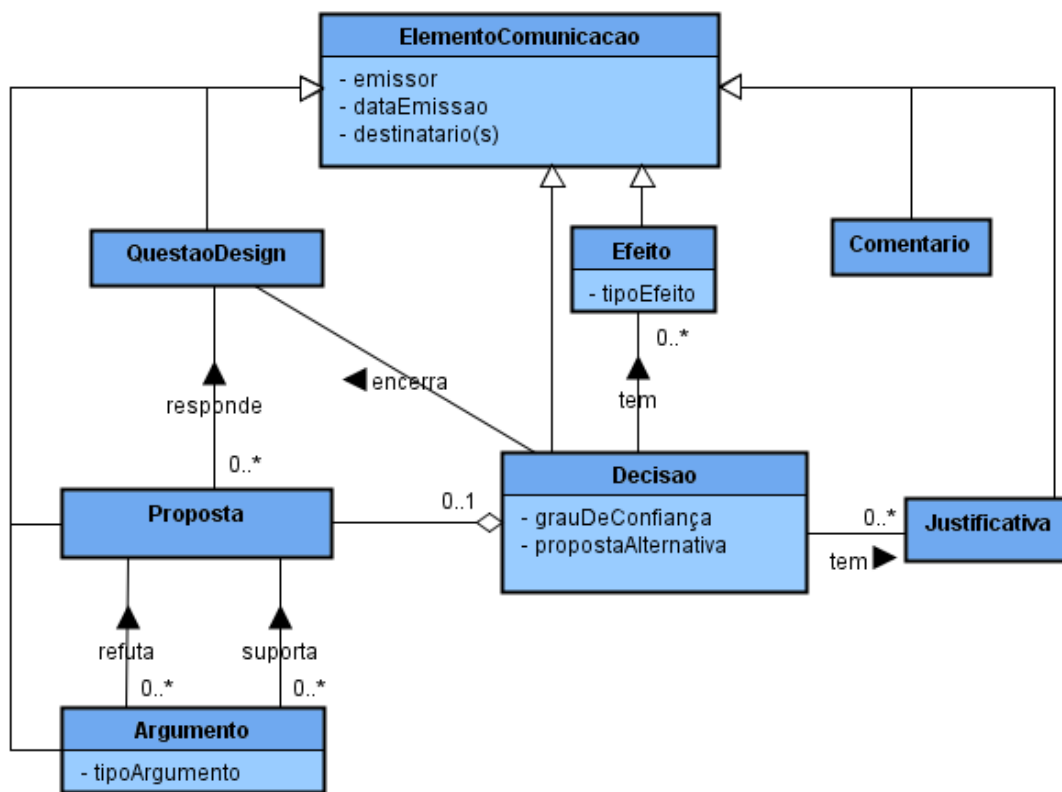 ElementoComunicacao
- emissor
- dataEmissao
- destinatario(s)
QuestaoDesign
Efeito
- tipoEfeito
Comentario
0..*
encerra
tem
responde
0..*
Proposta
0..1
Decisao
- grauDeConfiança
- propostaAlternativa
0..*
tem
Justificativa
refuta
suporta
0..*
0..*
Argumento
- tipoArgumento